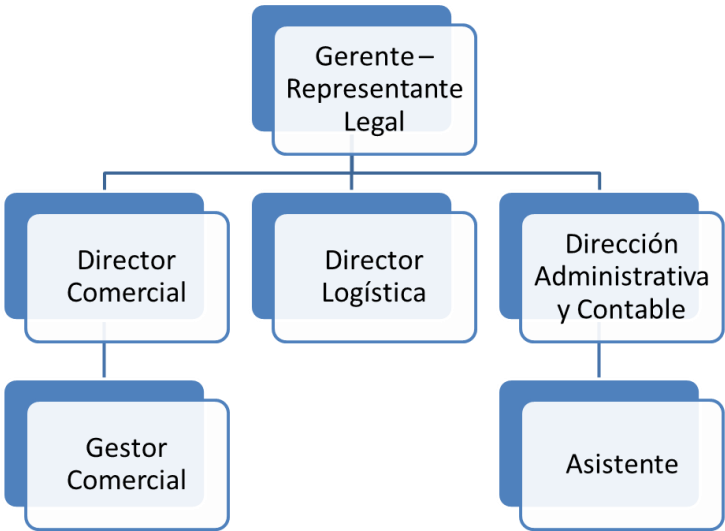 Gerente –
Representante
Legal
Director
Comercial
Director
Logística
Dirección
Administrativa
y Contable
Gestor
Comercial
Asistente